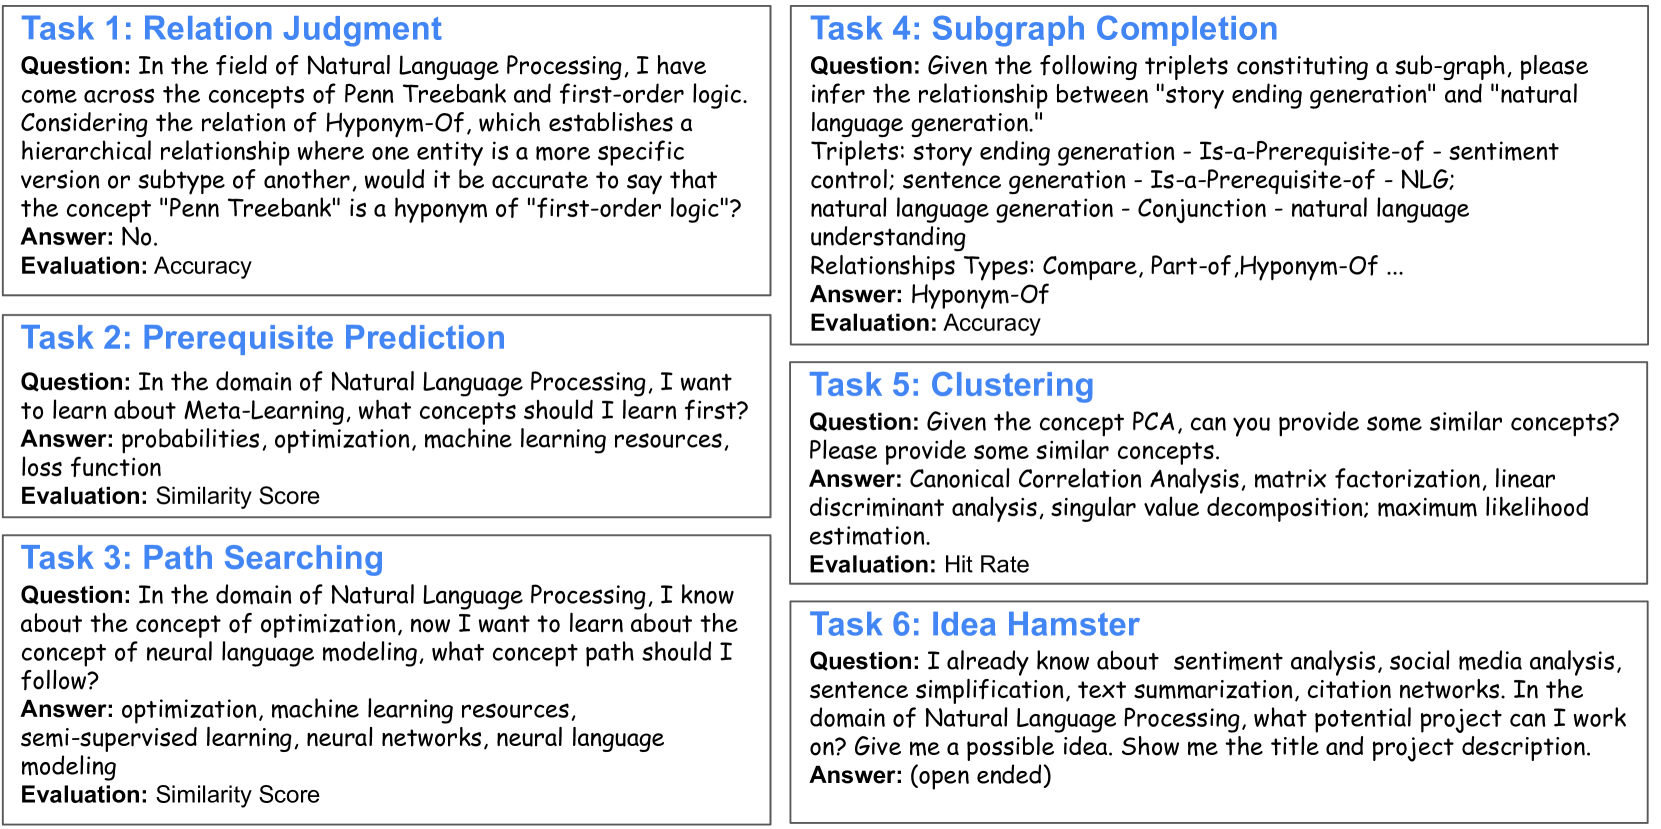 Task 1: Relation Judgment
Question: In the field of Natural Language Processing, I have
come across the concepts of Penn Treebank and first-order logic.
Considering the relation of Hyponym-Of, which establishes a
hierarchical relationship where one entity is a more specific
version or subtype of another, would it be accurate to say that
the concept "Penn Treebank" is a hyponym of "first-order logic"?
Answer: No.
Evaluation: Accuracy
Task 2: Prerequisite Prediction
Question: In the domain of Natural Language Processing, I want
to learn about Meta-Learning, what concepts should I learn first?
Answer: probabilities, optimization, machine learning resources,
loss function
Evaluation: Similarity Score
Task 3: Path Searching
Question: In the domain of Natural Language Processing, I know
about the concept of optimization, now I want to learn about the
concept of neural language modeling, what concept path should I
follow?
Answer: optimization, machine learning resources,
semi-supervised learning, neural networks, neural language
modeling
Evaluation: Similarity Score
Task 4: Subgraph Completion
Question: Given the following triplets constituting a sub-graph, please
infer the relationship between "story ending generation" and "natural
language generation."
Triplets: story ending generation - Is-a-Prerequisite-of - sentiment
control; sentence generation - Is-a-Prerequisite-of - NLG;
natural language generation - Conjunction - natural language
understanding
Relationships Types: Compare, Part-of,Hyponym-Of ...
Answer: Hyponym-Of
Evaluation: Accuracy
Task 5: Clustering
Question: Given the concept PCA, can you provide some similar concepts?
Please provide some similar concepts.
Answer: Canonical Correlation Analysis, matrix factorization, linear
discriminant analysis, singular value decomposition; maximum likelihood
estimation.
Evaluation: Hit Rate
Task 6: Idea Hamster
Question: I already know about  sentiment analysis, social media analysis,
sentence simplification, text summarization, citation networks. In the
domain of Natural Language Processing, what potential project can I work
on? Give me a possible idea. Show me the title and project description.
Answer: (open ended)